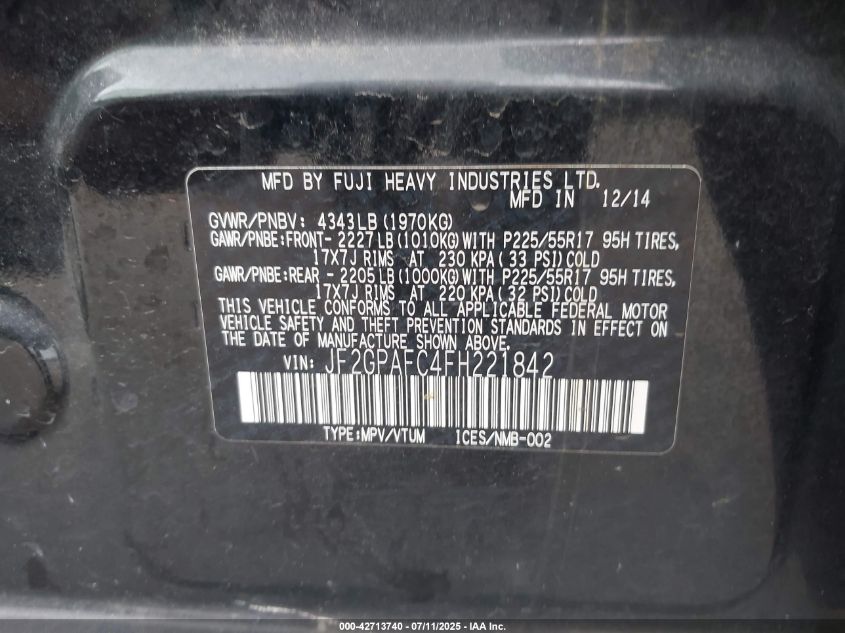 MFD BY FUJI HEAVY INDUSTRIES LTD.
MFD IN 12/14
GVWR/PNBV: 4343LB(1970KG)
GAWR/PNBE:FRONT- 2227LB(1010KG)WITH P225/55R17 95H TIRES,
17X7J RIMS AT 230 KPA(33 PSI)COLD
GAWR/PNBE:REAR - 2205LB(1000KG)WITH P225/55R17 95H TIRES,
17X7J RIMS AT 220 KPA(32 PSI)COLD
THIS VEHICLE CONFORMS TO ALL APPLICABLE FEDERAL MOTOR
VEHICLE SAFETY AND THEFT PREVENTION STANDARDS IN EFFECT ON
THE DATE OF MANUFACTURE SHOWN ABOVE.
VIN: JF2GPAFC4FH221842
TYPE:MPV/VTUM ICES/NMB-002
000-42713740 - 07/11/2025 - IAA Inc.